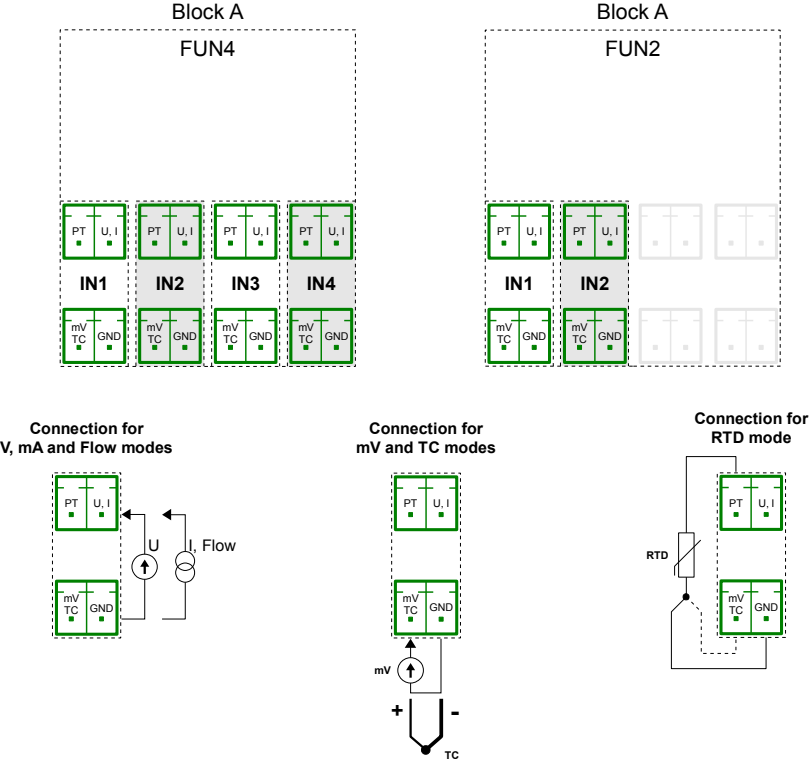 Block A
Block A
FUN4
FUN2
PT U, I PT U, I PT U, I PT U, I
PT U, I PT U, I
IN1 IN2 IN3 IN4
IN1 IN2
mV TC GND mV TC GND mV TC GND mV TC GND
mV TC GND mV TC GND
Connection for
V, mA and Flow modes
PT U, I
U I, Flow
mV
TC GND
Connection for
mV and TC modes
PT U, I
mV
TC GND
mV
+ -
TC
Connection for
RTD mode
PT U, I
RTD
mV
TC GND